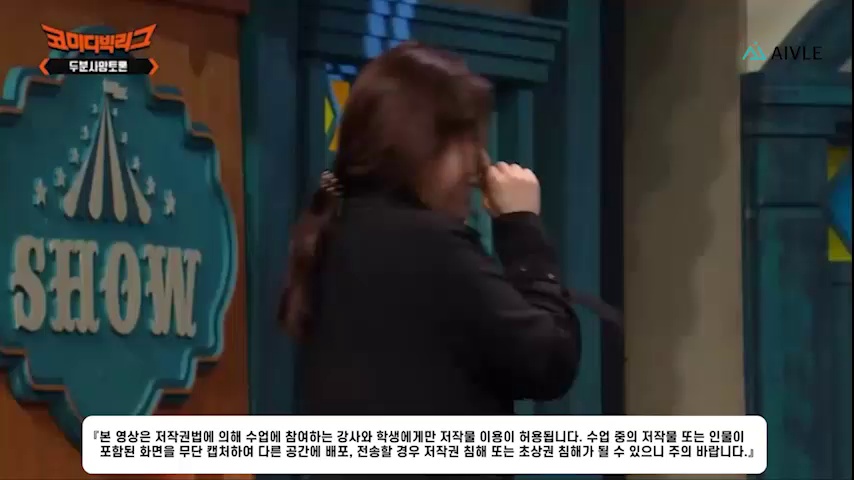 코미디빅리그
두분사망토론
AIVLE
SHOW
『본 영상은 저작권법에 의해 수업에 참여하는 강사와 학생에게만 저작물 이용이 허용됩니다. 수업 중의 저작물 또는 인물이
포함된 화면을 무단 캡처하여 다른 공간에 배포, 전송할 경우 저작권 침해 또는 초상권 침해가 될 수 있으니 주의 바랍니다.』